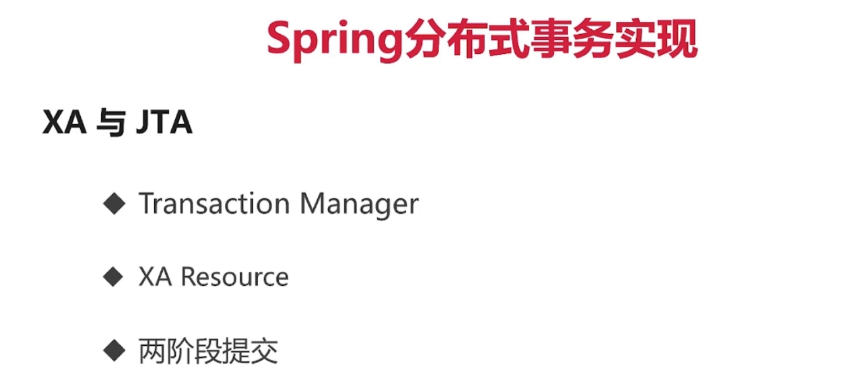 Spring分布式事务实现
XA 与 JTA
◆ Transaction Manager
◆ XA Resource
◆ 两阶段提交